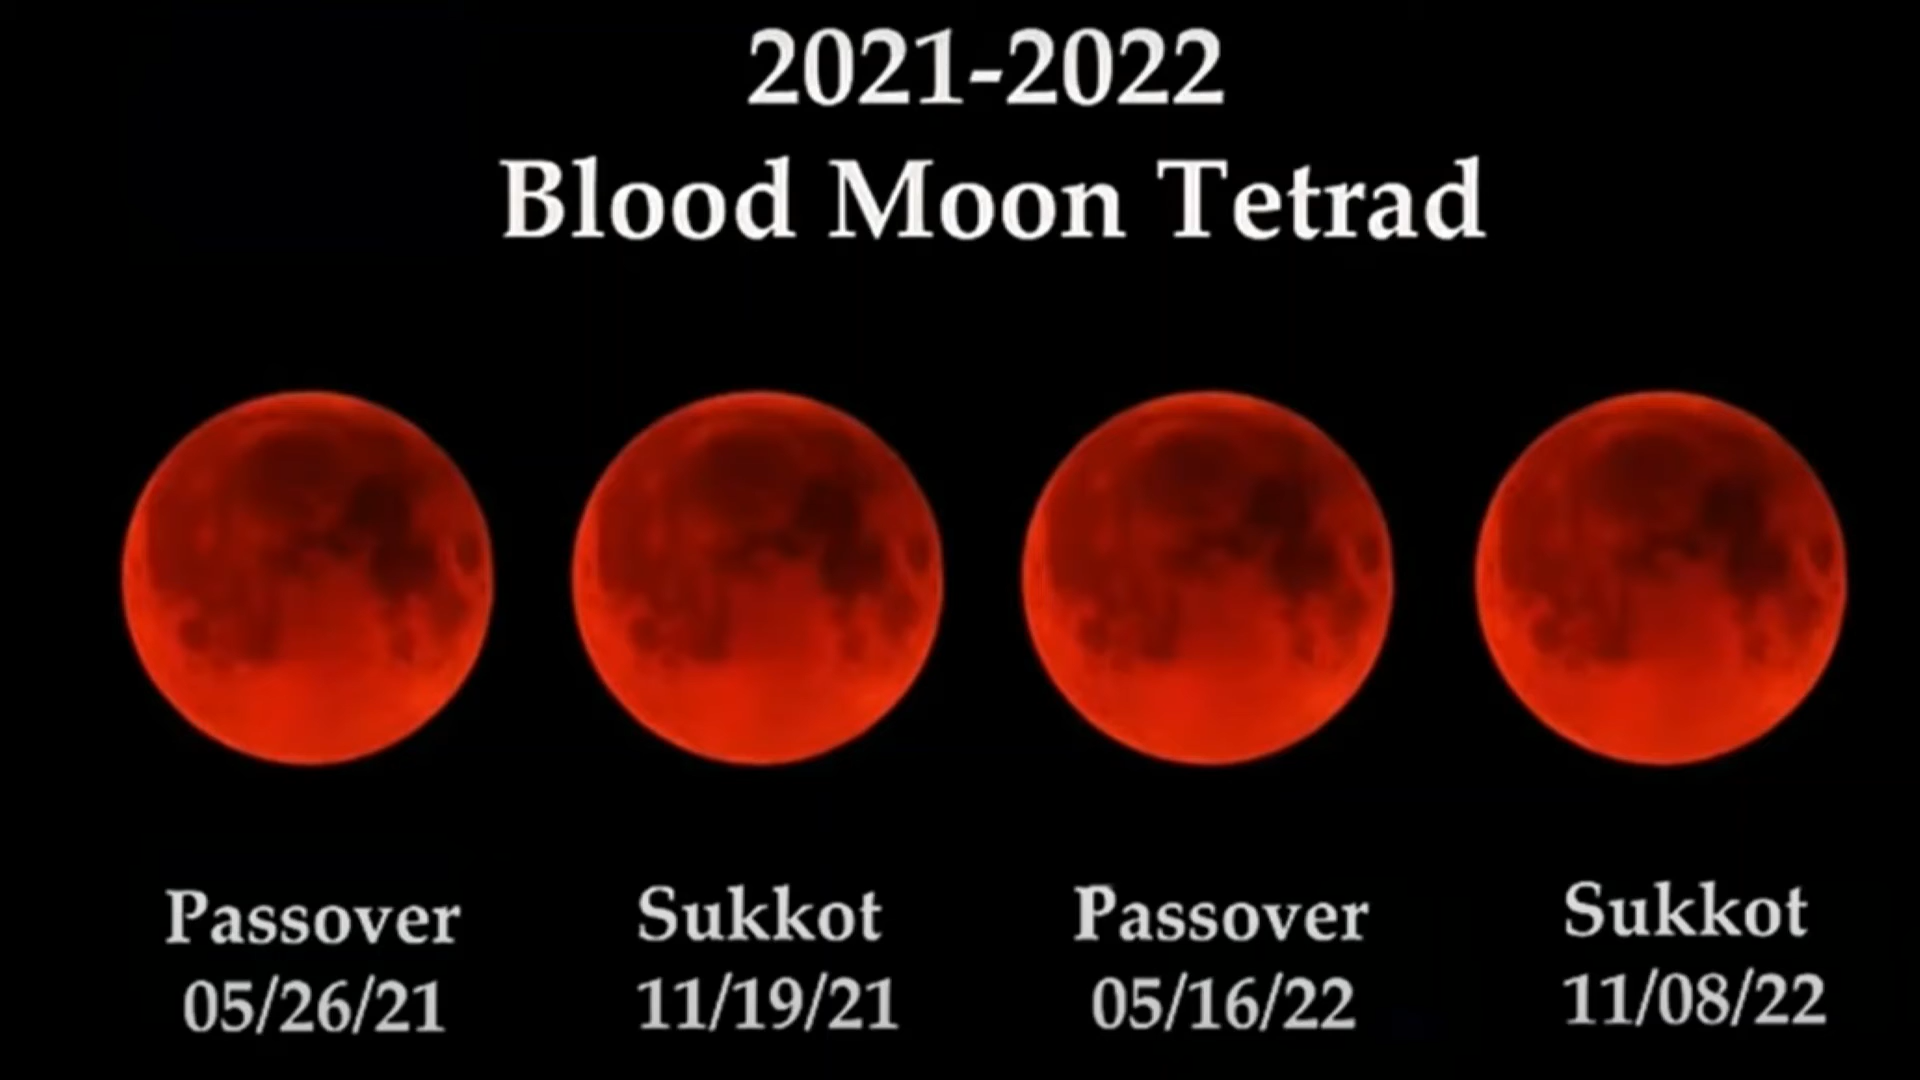 2021-2022
Blood Moon Tetrad
Passover Sukkot Passover Sukkot
05/26/21 11/19/21 05/16/22 11/08/22